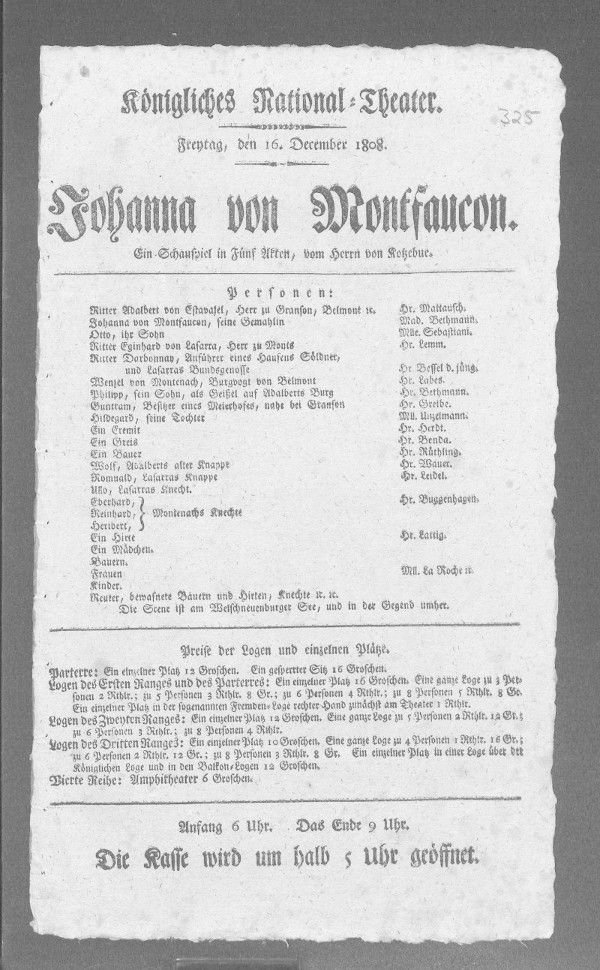 Königliches National-Theater.
325
Freytag, den 16. December 1808.
Johanna von Montfaucon.
Ein Schauspiel in Fünf Akten, vom Herrn von Kotzebue.
Personen:
Ritter Adalbert von Estavajel, Herr zu Granson, Belmont ꝛc. Hr. Mattausch.
Johanna von Montfaucon, seine Gemahlin Mad. Bethmann.
Otto, ihr Sohn Mlle. Sebastiani.
Ritter Eginhard von Lasarra, Herr zu Monts Hr. Lemm.
Ritter Darbonnay, Anführer eines Haufens Söldner,
und Lasarras Bundsgenosse Hr. Bessel d. jüng.
Wenzel von Montenach, Burgvogt von Belmont Hr. Labes.
Philipp, sein Sohn, als Geißel auf Adalberts Burg Hr. Bethmann.
Guntram, Besitzer eines Meierhofes, nahe bei Granson Hr. Greibe.
Hildegard, seine Tochter Mll. Unzelmann.
Ein Eremit Hr. Herdt.
Ein Greis Hr. Benda.
Ein Bauer Hr. Rüthling.
Wolf, Adalberts alter Knappe Hr. Wauer.
Romuald, Lasarras Knappe Hr. Leidel.
Ulfo, Lasarras Knecht.
Eberhard, Hr. Buggenhagen.
Reinhard, } Montenachs Knechte
Heribert,
Ein Hirte Hr. Lattig.
Ein Mädchen.
Bauern.
Frauen Mll. La Roche ꝛc.
Kinder.
Reuter, bewafnete Bauern und Hirten, Knechte ꝛc. ꝛc.
Die Scene ist am Welschneuenburger See, und in der Gegend umher.
Preise der Logen und einzelnen Plätze.
Parterre: Ein einzelner Platz 12 Groschen. Ein gesperrter Sitz 16 Groschen.
Logen des Ersten Ranges und des Parterres: Ein einzelner Platz 16 Groschen. Eine ganze Loge zu 3 Per-
sonen 2 Rthlr.; zu 5 Personen 3 Rthlr. 8 Gr.; zu 6 Personen 4 Rthlr.; zu 8 Personen 5 Rthlr. 8 Gr.
Ein einzelner Platz in der sogenannten Fremden-Loge rechter Hand zunächst am Theater 1 Rthlr.
Logen des Zweyten Ranges: Ein einzelner Platz 12 Groschen. Eine ganze Loge zu 5 Personen 2 Rthlr. 12 Gr.;
zu 6 Personen 3 Rthlr.; zu 8 Personen 4 Rthlr.
Logen des Dritten Ranges: Ein einzelner Platz 10 Groschen. Eine ganze Loge zu 4 Personen 1 Rthlr. 16 Gr.;
zu 6 Personen 2 Rthlr. 12 Gr.; zu 8 Personen 3 Rthlr. 8 Gr. Ein einzelner Platz in einer Loge über der
Königlichen Loge und in den Balkon-Logen 12 Groschen.
Vierte Reihe: Amphitheater 6 Groschen.
Anfang 6 Uhr. Das Ende 9 Uhr.
Die Kasse wird um halb 5 Uhr geöffnet.